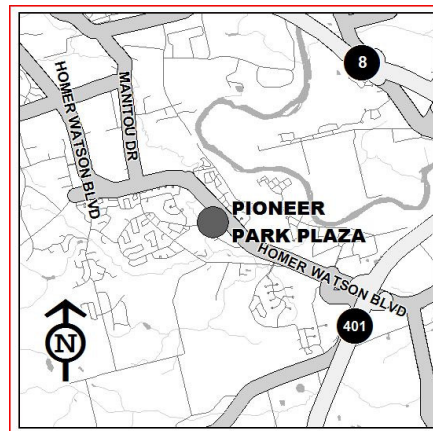 8
HOMER WATSON BLVD
MANITOU DR
PIONEER
PARK PLAZA
HOMER WATSON BLVD
401
N